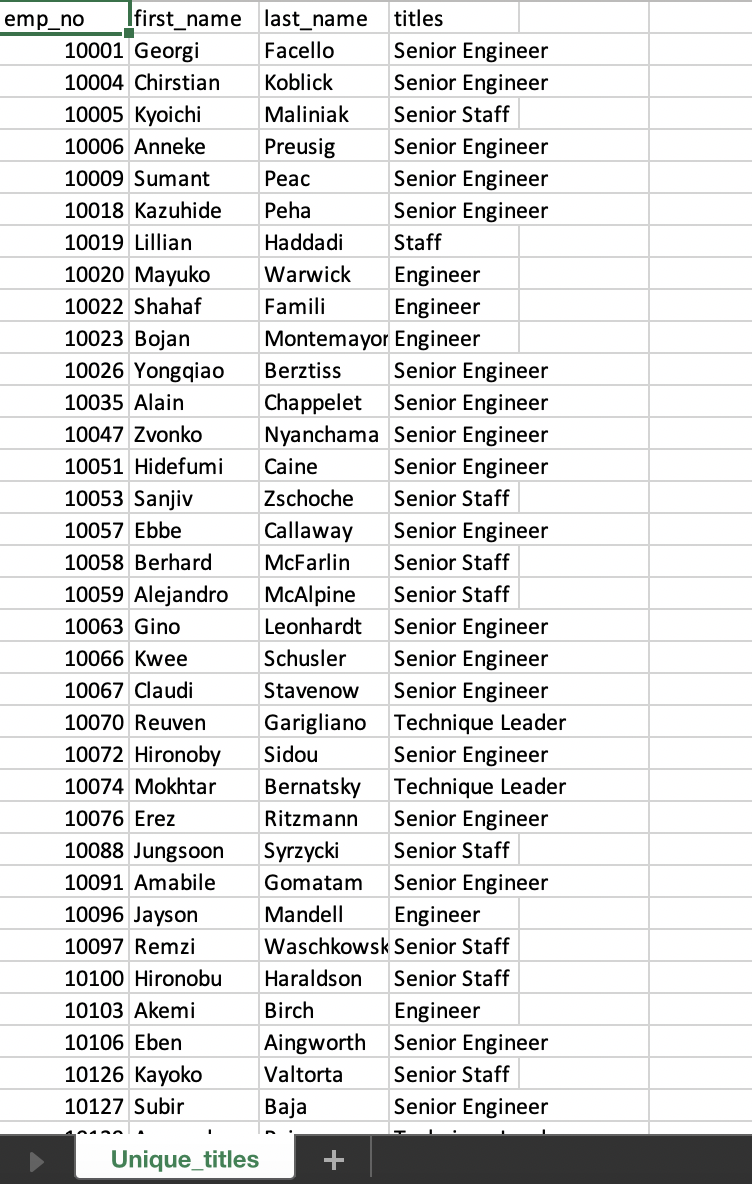 emp_no first_name last_name titles
10001 Georgi Facello Senior Engineer
10004 Chirstian Koblick Senior Engineer
10005 Kyoichi Maliniak Senior Staff
10006 Anneke Preusig Senior Engineer
10009 Sumant Peac Senior Engineer
10018 Kazuhide Peha Senior Engineer
10019 Lillian Haddadi Staff
10020 Mayuko Warwick Engineer
10022 Shahaf Famili Engineer
10023 Bojan Montemayor Engineer
10026 Yongqiao Berztiss Senior Engineer
10035 Alain Chappelet Senior Engineer
10047 Zvonko Nyanchama Senior Engineer
10051 Hidefumi Caine Senior Engineer
10053 Sanjiv Zschoche Senior Staff
10057 Ebbe Callaway Senior Engineer
10058 Berhard McFarlin Senior Staff
10059 Alejandro McAlpine Senior Staff
10063 Gino Leonhardt Senior Engineer
10066 Kwee Schusler Senior Engineer
10067 Claudi Stavenow Senior Engineer
10070 Reuven Garigliano Technique Leader
10072 Hironoby Sidou Senior Engineer
10074 Mokhtar Bernatsky Technique Leader
10076 Erez Ritzmann Senior Engineer
10088 Jungsoon Syrzycki Senior Staff
10091 Amabile Gomatam Senior Engineer
10096 Jayson Mandell Engineer
10097 Remzi Waschkowsk Senior Staff
10100 Hironobu Haraldson Senior Staff
10103 Akemi Birch Engineer
10106 Eben Aingworth Senior Engineer
10126 Kayoko Valtorta Senior Staff
10127 Subir Baja Senior Engineer
Unique_titles +